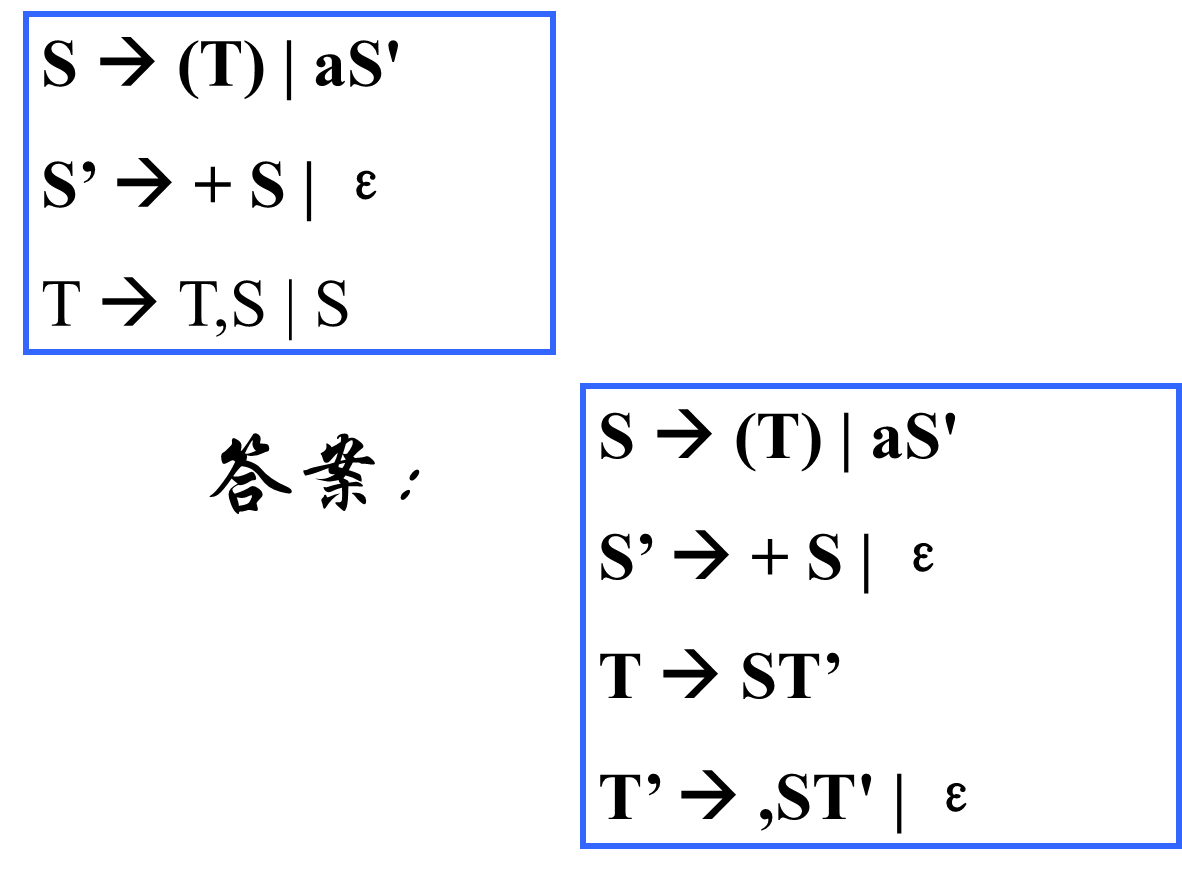 S → (T) | aS'
S’ → + S | ε
T → T,S | S
答案：
S → (T) | aS'
S’ → + S | ε
T → ST’
T’ → ,ST' | ε